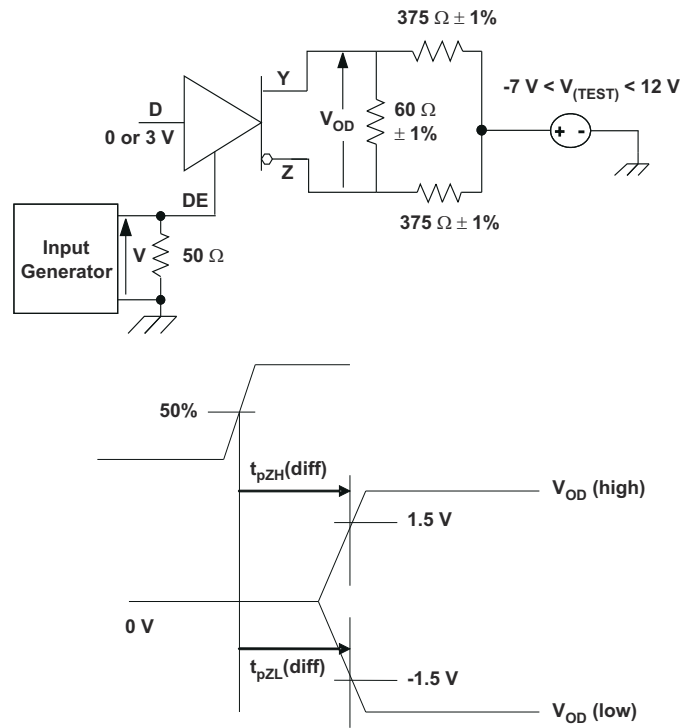 375 Ω ± 1%
Y
-7 V < V(TEST) < 12 V
D
0 or 3 V
VOD
60 Ω
± 1%
+ -
Z
DE
375 Ω ± 1%
Input
Generator
V
50 Ω
50%
tpZH(diff)
VOD (high)
1.5 V
0 V
tpZL(diff)
-1.5 V
VOD (low)